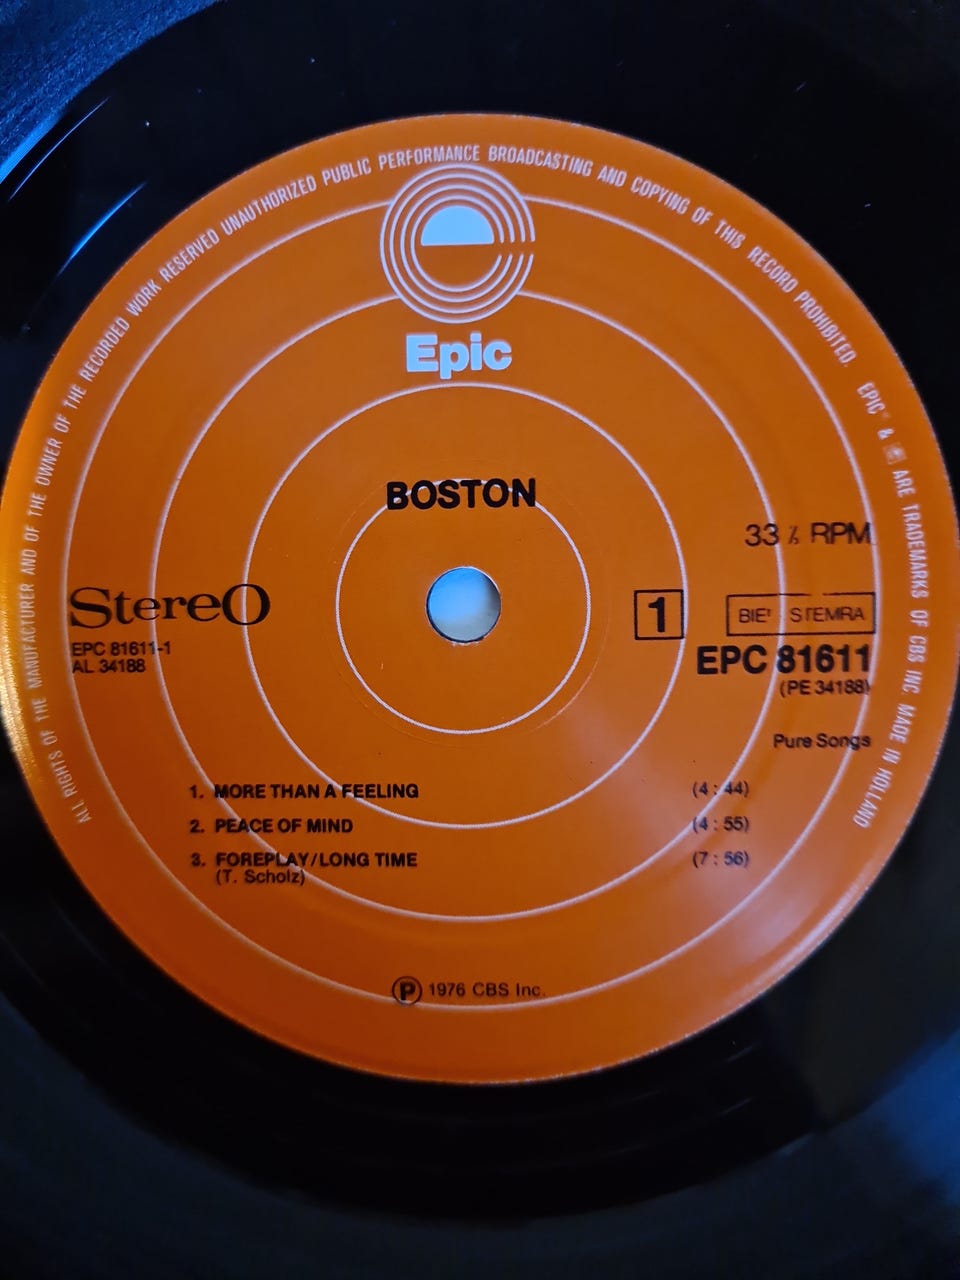 ALL RIGHTS OF THE MANUFACTURER AND OF THE OWNER OF THE RECORDED WORK RESERVED UNAUTHORIZED PUBLIC PERFORMANCE BROADCASTING AND COPYING OF THIS RECORD PROHIBITED. EPIC & ARE TRADEMARKS OF CBS INC. MADE IN HOLLAND
Epic
BOSTON
33 ⅓ RPM
Stereo
1
BIEM STEMRA
EPC 81611-1
EPC 81611
AL 34188
(PE 34188)
Pure Songs
1. MORE THAN A FEELING (4 : 44)
2. PEACE OF MIND (4 : 55)
3. FOREPLAY/LONG TIME (7 : 56)
(T. Scholz)
Ⓟ 1976 CBS Inc.